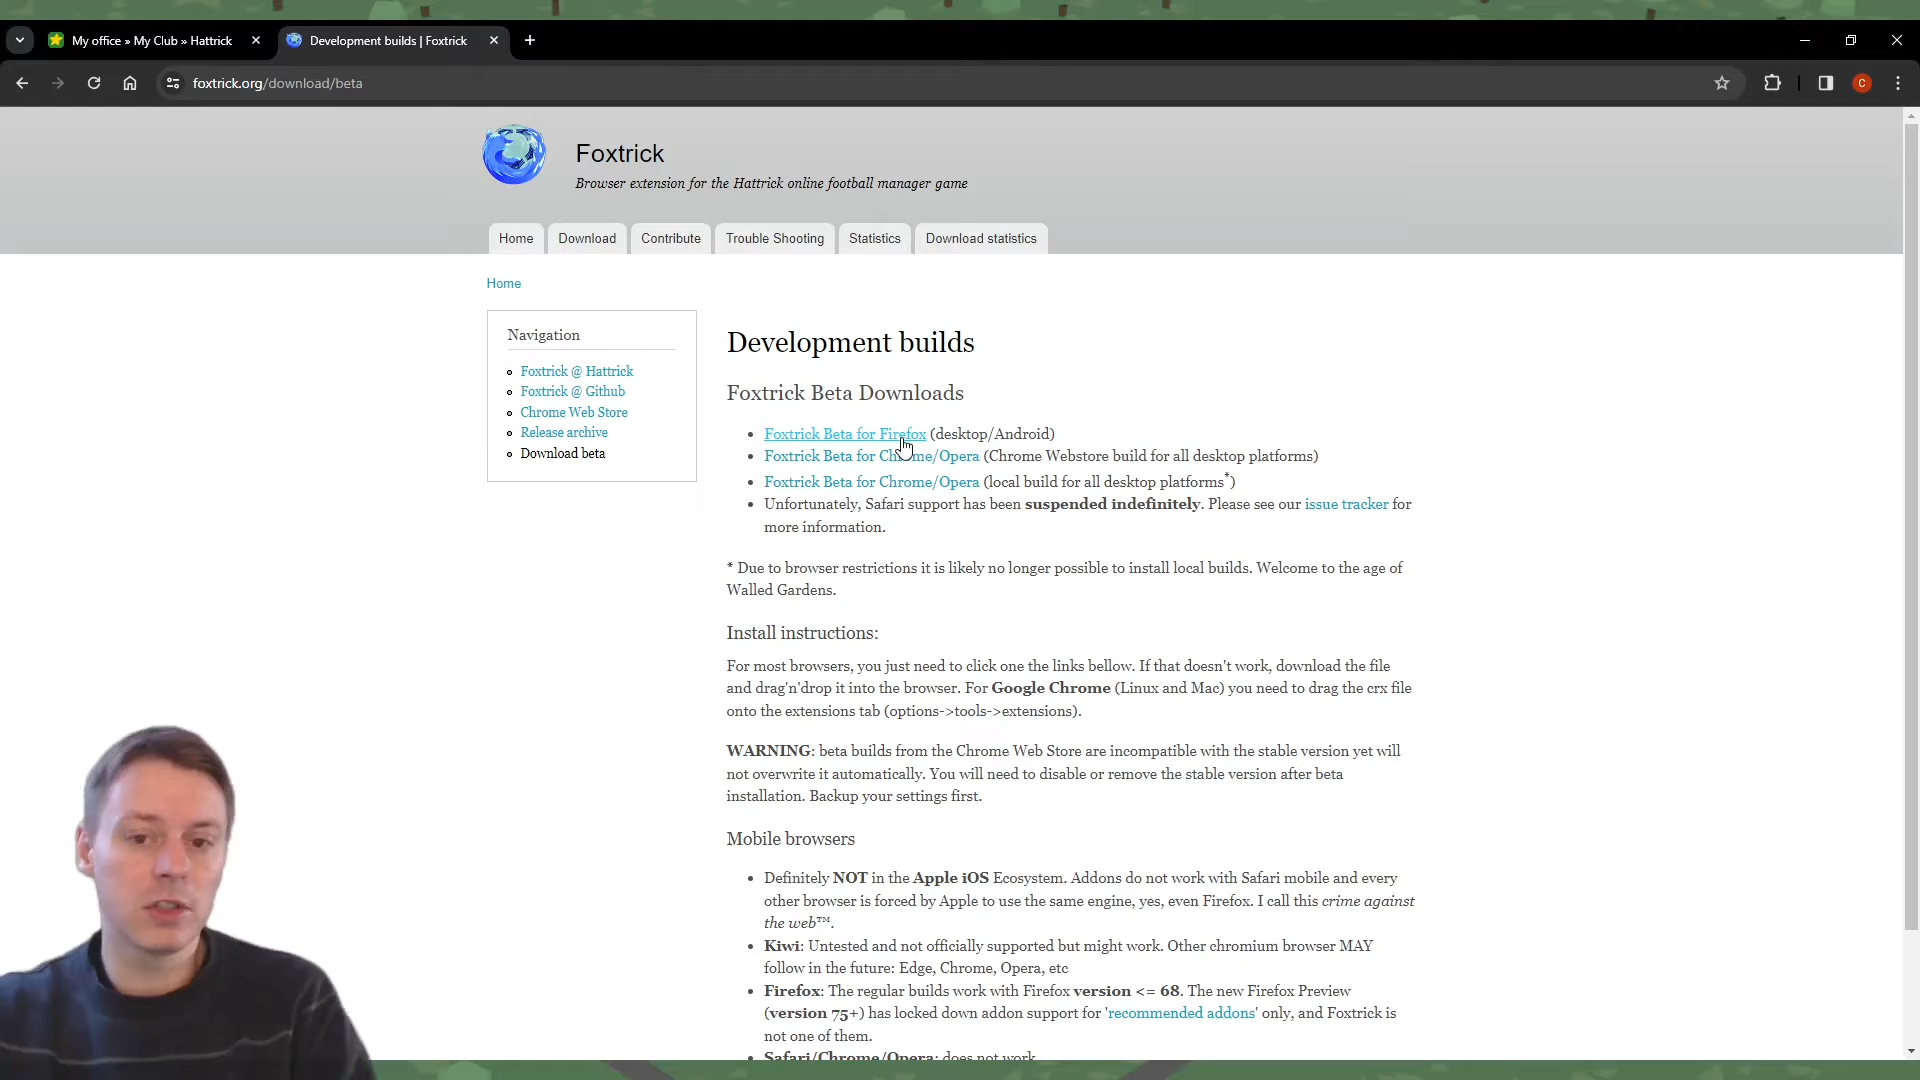 My office » My Club » Hattrick
Development builds | Foxtrick
foxtrick.org/download/beta
C
Foxtrick
Browser extension for the Hattrick online football manager game
Home
Download
Contribute
Trouble Shooting
Statistics
Download statistics
Home
Navigation
Foxtrick @ Hattrick
Foxtrick @ Github
Chrome Web Store
Release archive
Download beta
Development builds
Foxtrick Beta Downloads
Foxtrick Beta for Firefox (desktop/Android)
Foxtrick Beta for Chrome/Opera (Chrome Webstore build for all desktop platforms)
Foxtrick Beta for Chrome/Opera (local build for all desktop platforms*)
Unfortunately, Safari support has been suspended indefinitely. Please see our issue tracker for
more information.
* Due to browser restrictions it is likely no longer possible to install local builds. Welcome to the age of
Walled Gardens.
Install instructions:
For most browsers, you just need to click one the links bellow. If that doesn't work, download the file
and drag'n'drop it into the browser. For Google Chrome (Linux and Mac) you need to drag the crx file
onto the extensions tab (options->tools->extensions).
WARNING: beta builds from the Chrome Web Store are incompatible with the stable version yet will
not overwrite it automatically. You will need to disable or remove the stable version after beta
installation. Backup your settings first.
Mobile browsers
Definitely NOT in the Apple iOS Ecosystem. Addons do not work with Safari mobile and every
other browser is forced by Apple to use the same engine, yes, even Firefox. I call this crime against
the web™.
Kiwi: Untested and not officially supported but might work. Other chromium browser MAY
follow in the future: Edge, Chrome, Opera, etc
Firefox: The regular builds work with Firefox version <= 68. The new Firefox Preview
(version 75+) has locked down addon support for 'recommended addons' only, and Foxtrick is
not one of them.
Safari/Chrome/Opera: does not work